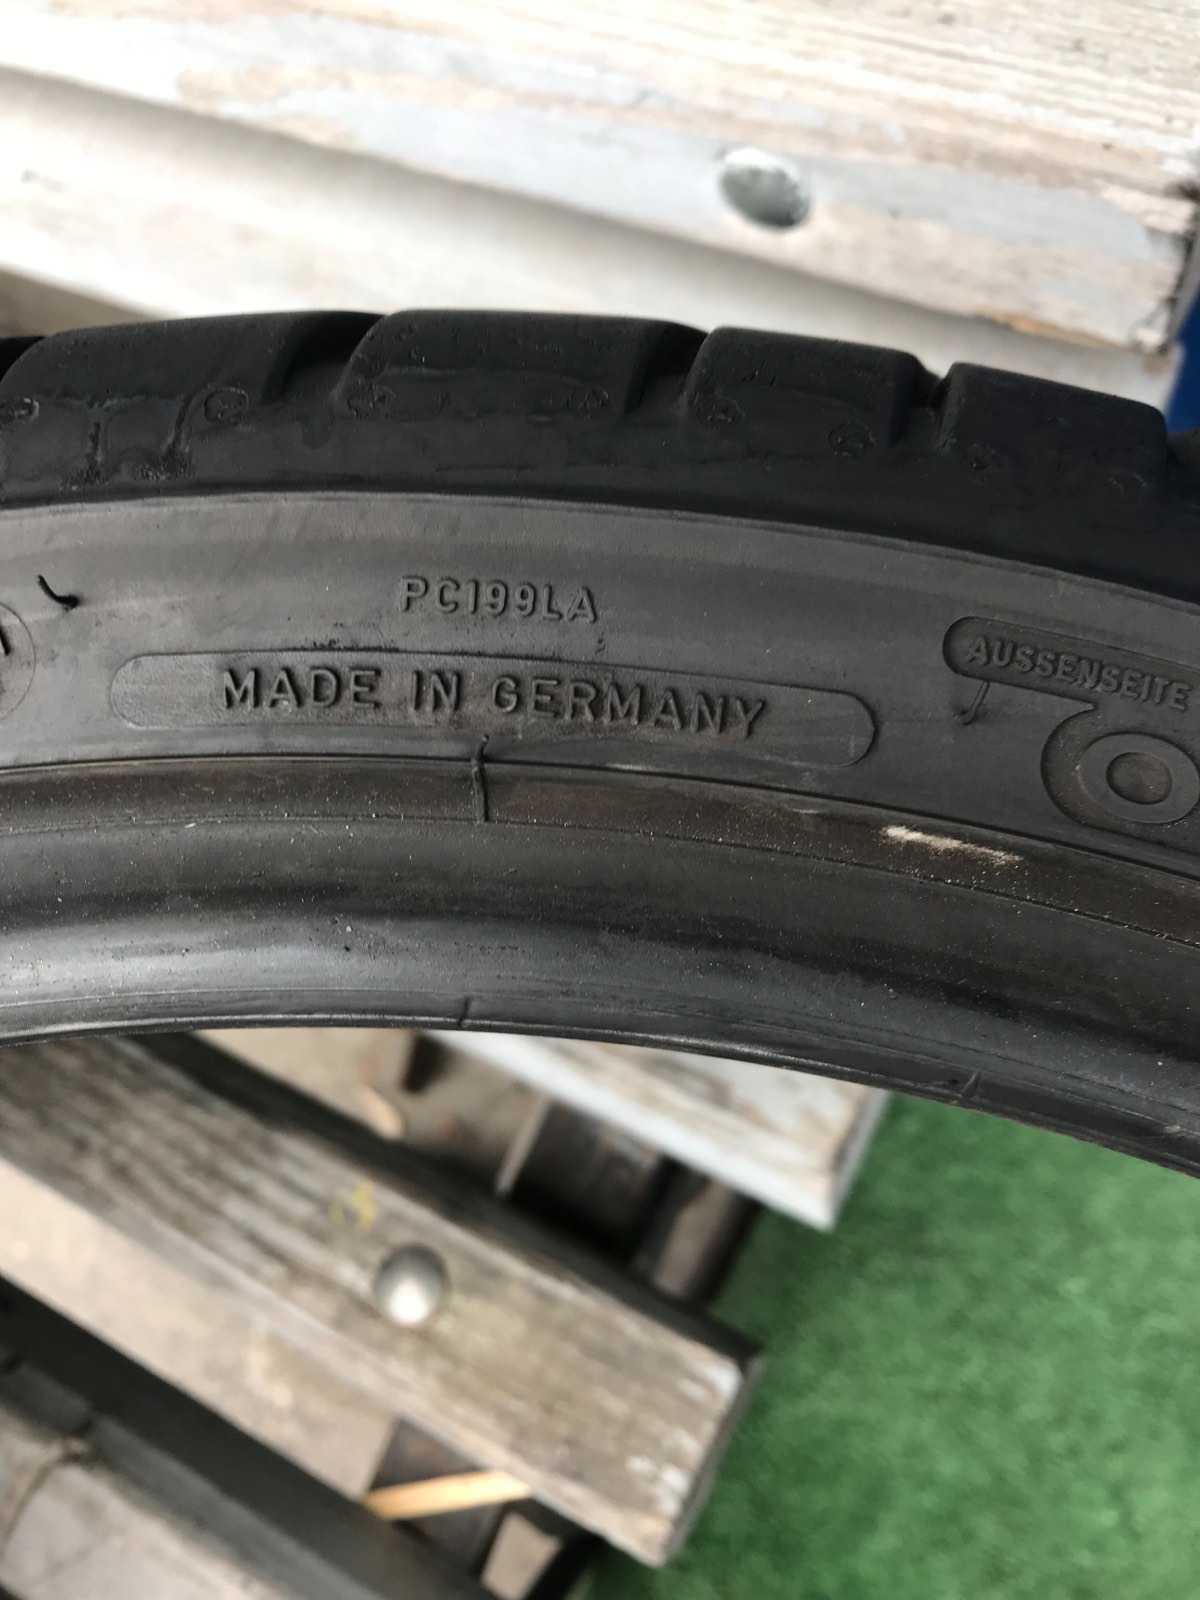 PC199LA
MADE IN GERMANY
AUSSENSEITE